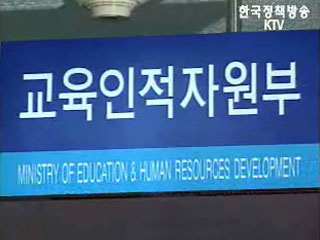 한국정책방송
KTV
교육인적자원부
MINISTRY OF EDUCATION & HUMAN RESOURCES DEVELOPMENT